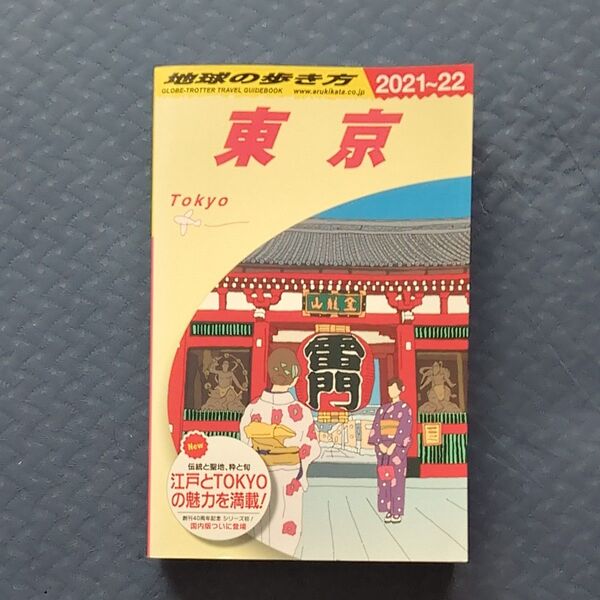 地球の歩き方
GLOBE-TROTTER TRAVEL GUIDEBOOK www.arukikata.co.jp
2021~22
東京
Tokyo
雷門
New
伝統と聖地、粋と旬
江戸とTOKYO
の魅力を満載!
創刊40周年記念 シリーズ初!
国内版ついに登場